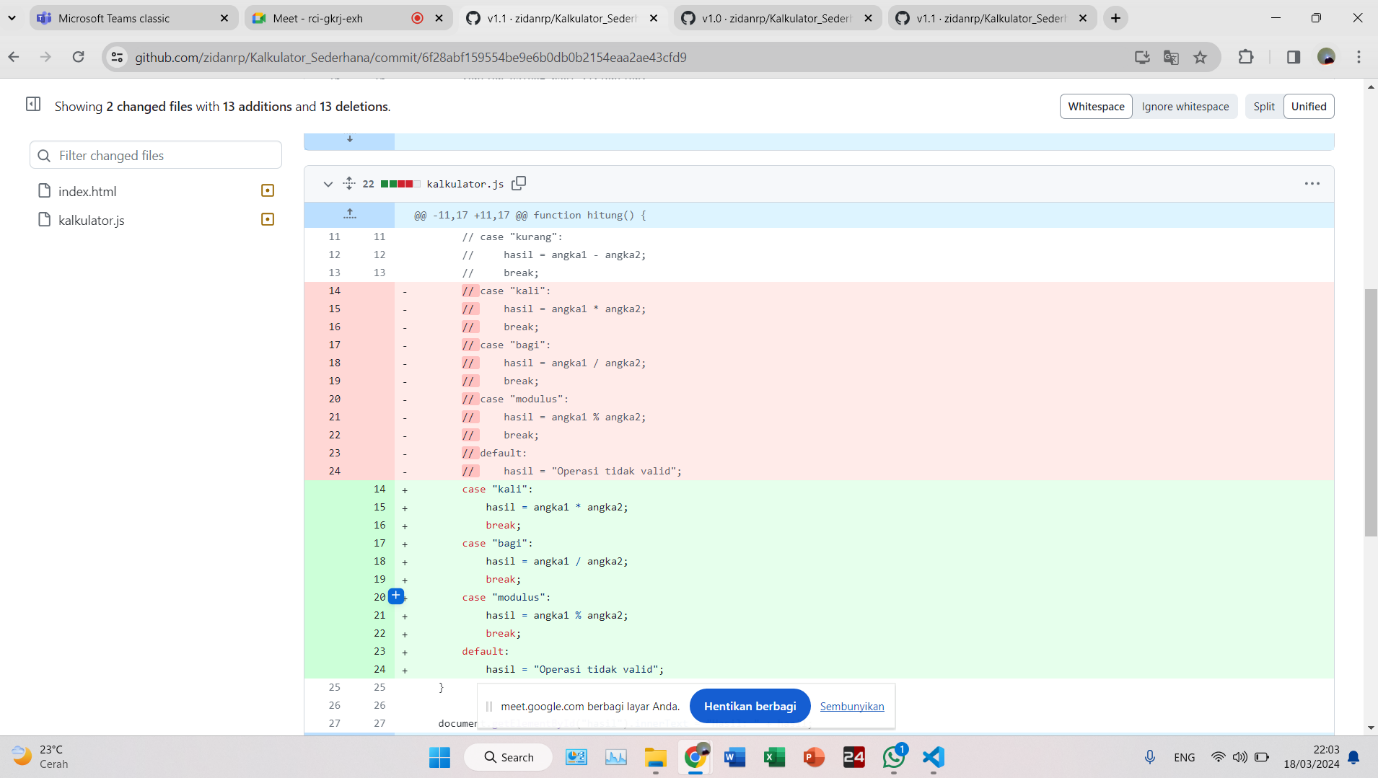 Microsoft Teams classic
Meet - rci-gkrj-exh
v1.1 · zidanrp/Kalkulator_Sederh
v1.0 · zidanrp/Kalkulator_Sederh
v1.1 · zidanrp/Kalkulator_Sederh
github.com/zidanrp/Kalkulator_Sederhana/commit/6f28abf159554be9e6b0db0b2154eaa2ae43cfd9
Showing 2 changed files with 13 additions and 13 deletions.
Whitespace Ignore whitespace Split Unified
Filter changed files
index.html
kalkulator.js
22 kalkulator.js
@@ -11,17 +11,17 @@ function hitung() {
11 11 // case "kurang":
12 12 //     hasil = angka1 - angka2;
13 13 //     break;
14 - // case "kali":
15 - //     hasil = angka1 * angka2;
16 - //     break;
17 - // case "bagi":
18 - //     hasil = angka1 / angka2;
19 - //     break;
20 - // case "modulus":
21 - //     hasil = angka1 % angka2;
22 - //     break;
23 - // default:
24 - //     hasil = "Operasi tidak valid";
14 + case "kali":
15 +     hasil = angka1 * angka2;
16 +     break;
17 + case "bagi":
18 +     hasil = angka1 / angka2;
19 +     break;
20 + case "modulus":
21 +     hasil = angka1 % angka2;
22 +     break;
23 + default:
24 +     hasil = "Operasi tidak valid";
25 25 }
26 26
27 27 documen
meet.google.com berbagi layar Anda. Hentikan berbagi Sembunyikan
23°C
Cerah
Search
24
1
ENG
22:03
18/03/2024